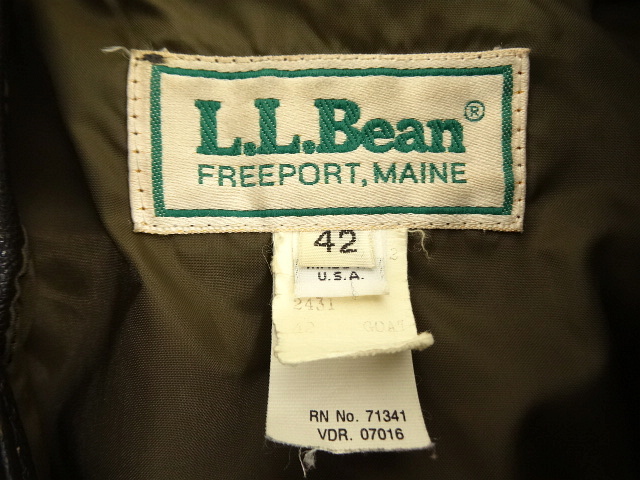 L.L.Bean®
FREEPORT, MAINE
42
U.S.A.
2431
RN No. 71341
VDR. 07016